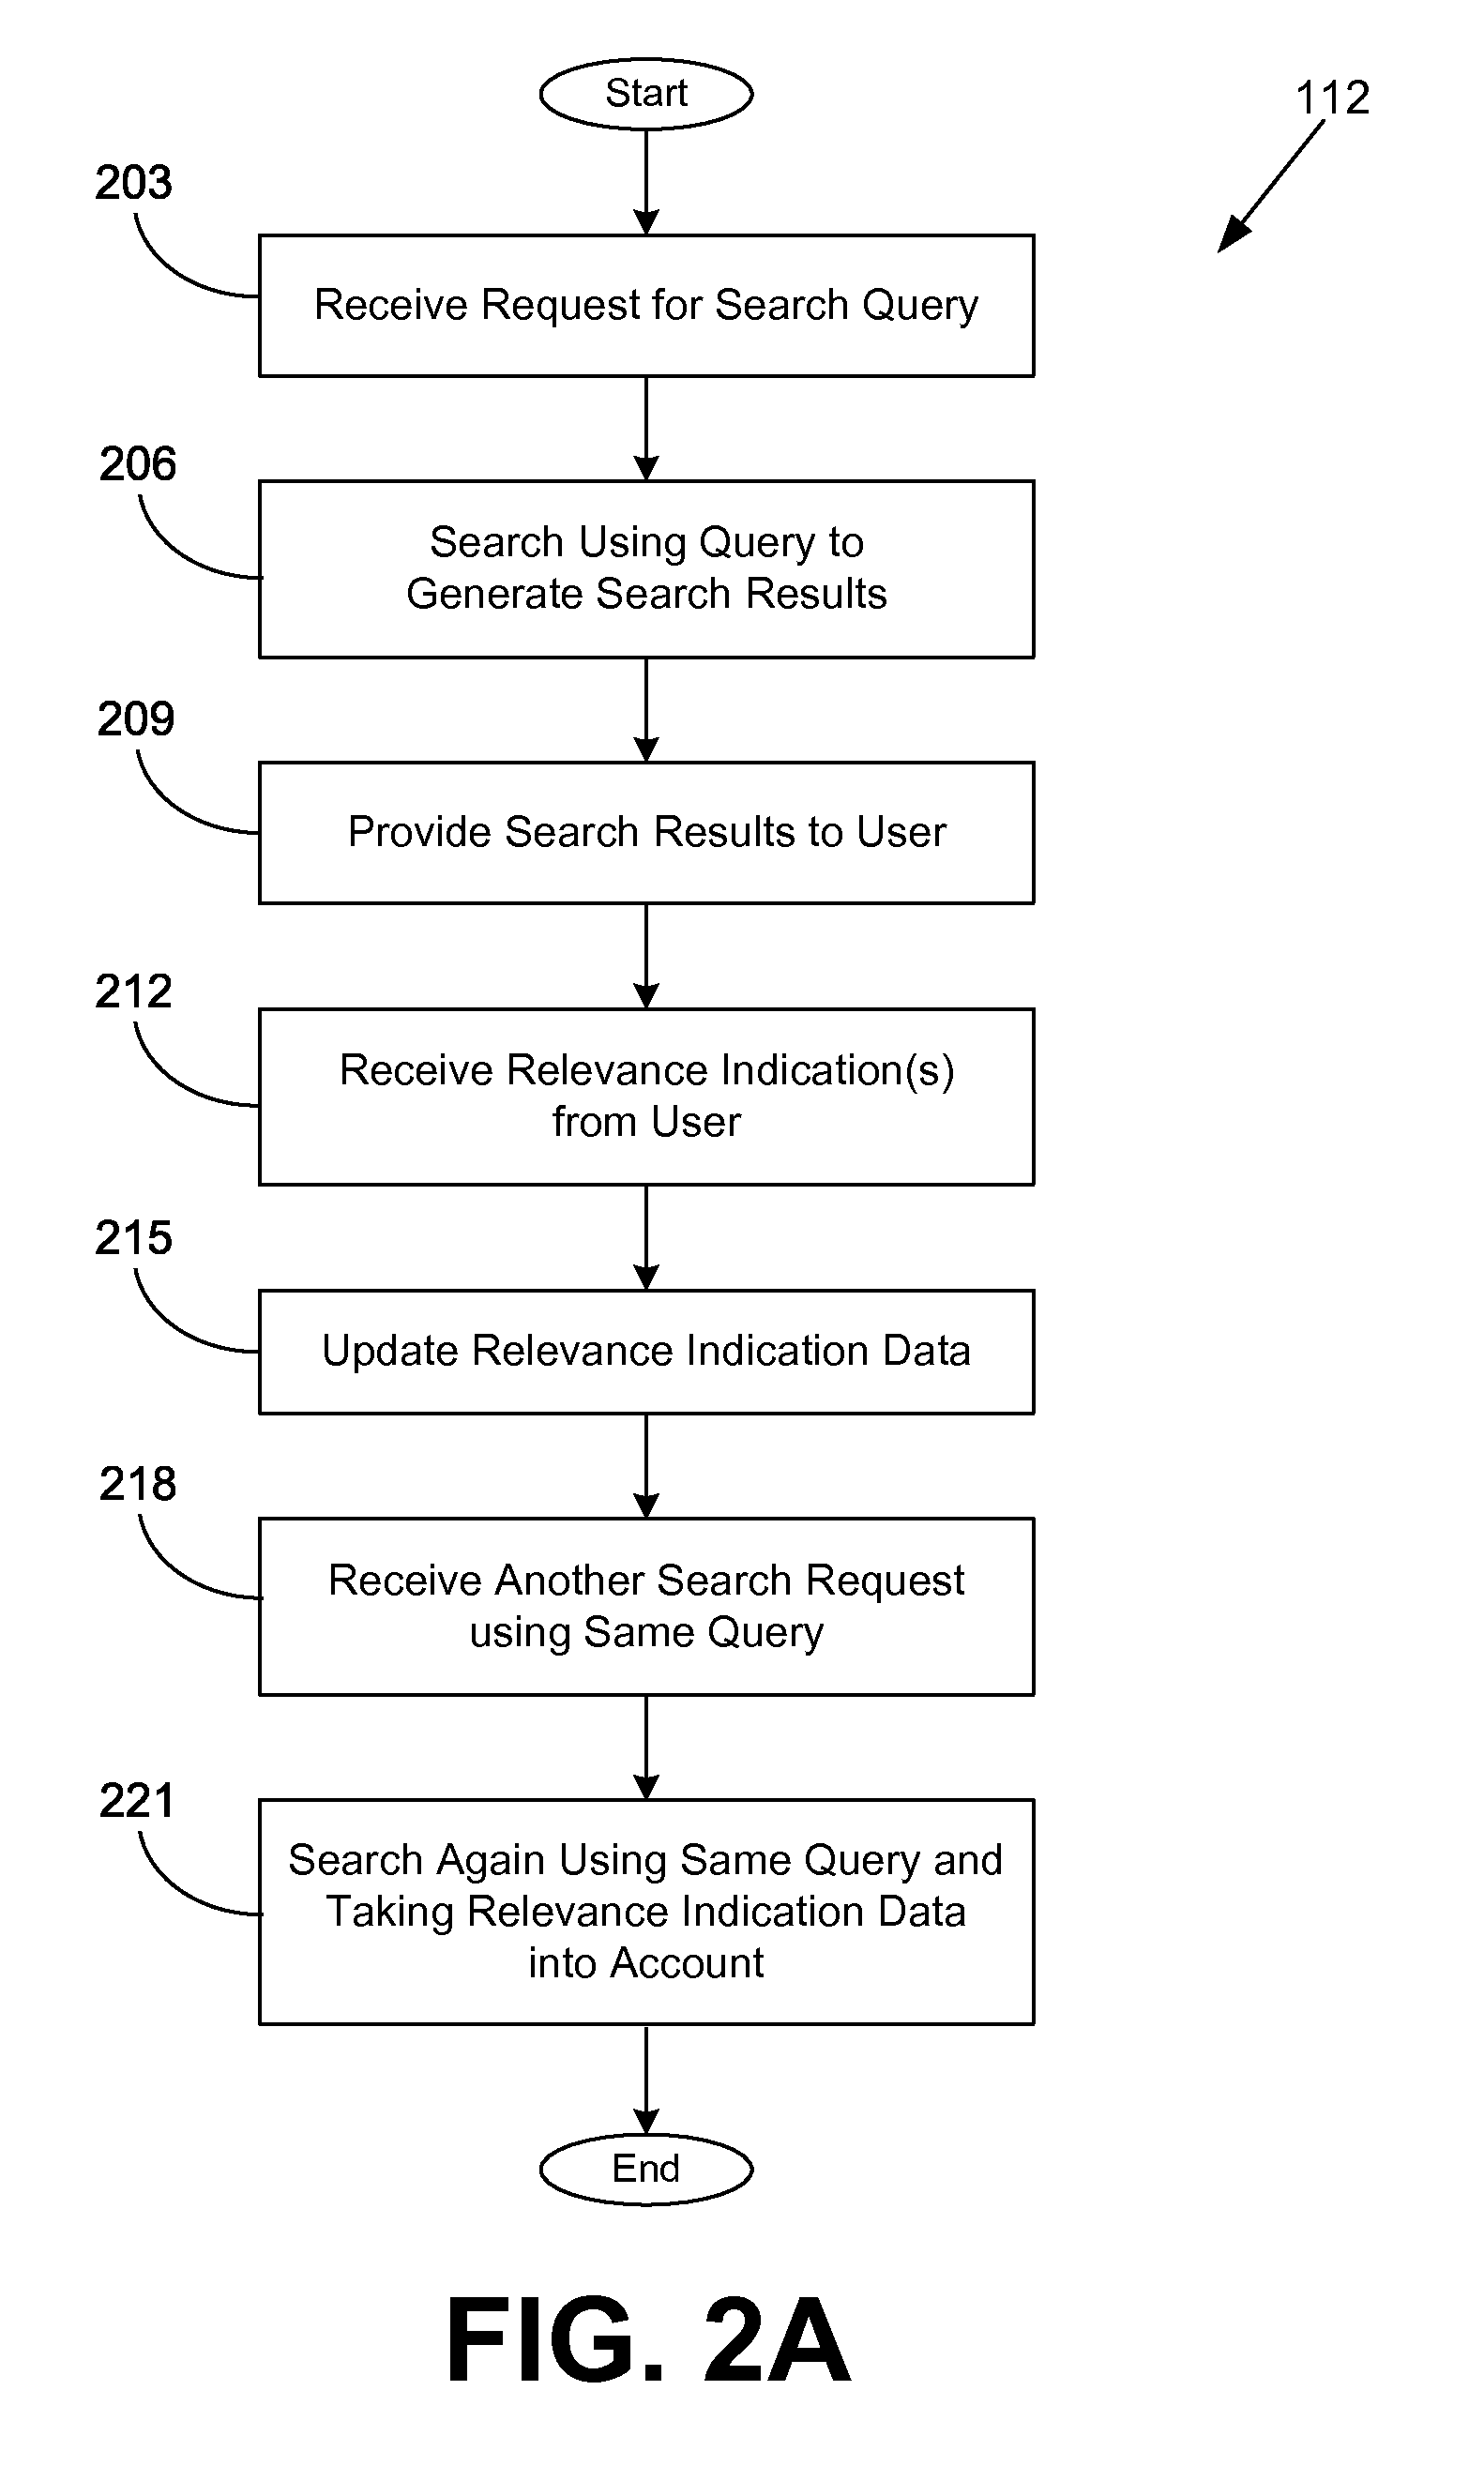 Start
112
203
Receive Request for Search Query
206
Search Using Query to
Generate Search Results
209
Provide Search Results to User
212
Receive Relevance Indication(s)
from User
215
Update Relevance Indication Data
218
Receive Another Search Request
using Same Query
221
Search Again Using Same Query and
Taking Relevance Indication Data
into Account
End
FIG. 2A